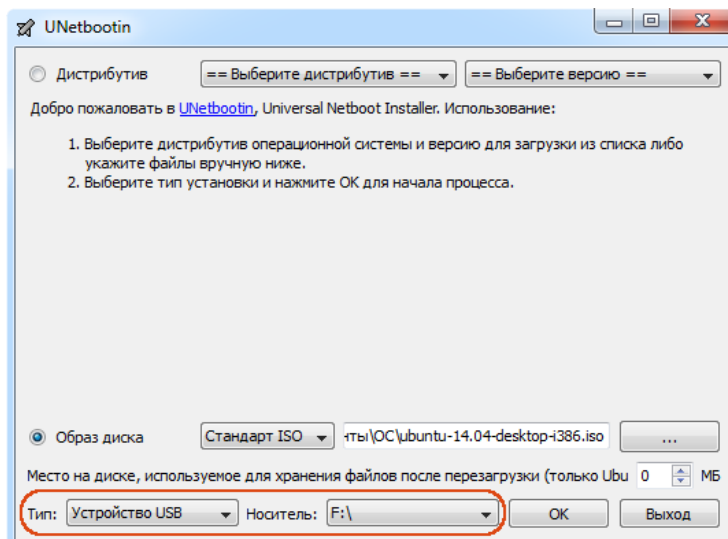 UNetbootin
Дистрибутив == Выберите дистрибутив == == Выберите версию ==
Добро пожаловать в UNetbootin, Universal Netboot Installer. Использование:
1. Выберите дистрибутив операционной системы и версию для загрузки из списка либо
укажите файлы вручную ниже.
2. Выберите тип установки и нажмите OK для начала процесса.
Образ диска Стандарт ISO нты\ОС\ubuntu-14.04-desktop-i386.iso ...
Место на диске, используемое для хранения файлов после перезагрузки (только Ubu 0 МБ
Тип: Устройство USB Носитель: F:\ OK Выход